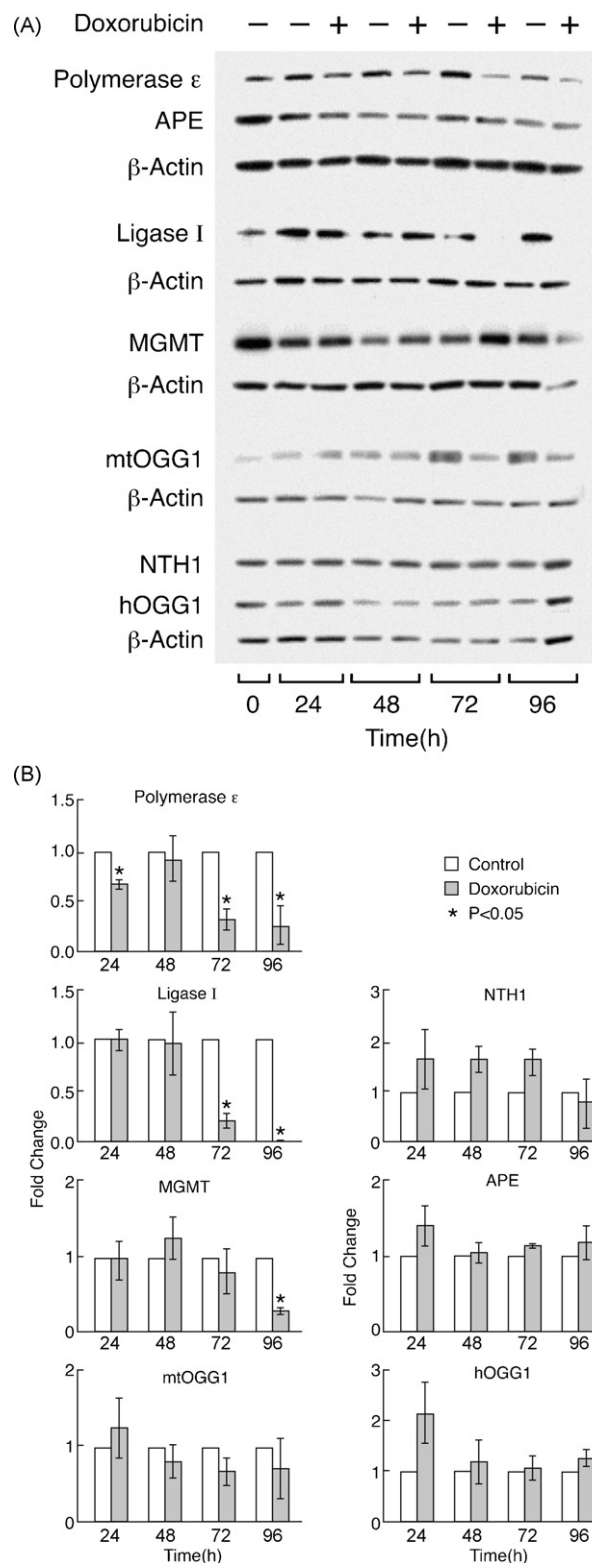 (A)
Doxorubicin − − + − + − + − +
Polymerase ε
APE
β-Actin
Ligase I
β-Actin
MGMT
β-Actin
mtOGG1
β-Actin
NTH1
hOGG1
β-Actin
0 24 48 72 96
Time(h)
(B)
Polymerase ε
1.5
1.0
0.5
0.0
* * *
24 48 72 96
Control
Doxorubicin
* P<0.05
Ligase I
1.5
1.0
0.5
0.0
* *
24 48 72 96
NTH1
3
2
1
0
24 48 72 96
Fold Change
MGMT
2
1
0
*
24 48 72 96
Fold Change
APE
2
1
0
24 48 72 96
mtOGG1
2
1
0
24 48 72 96
Time(h)
hOGG1
3
2
1
0
24 48 72 96
Time(h)